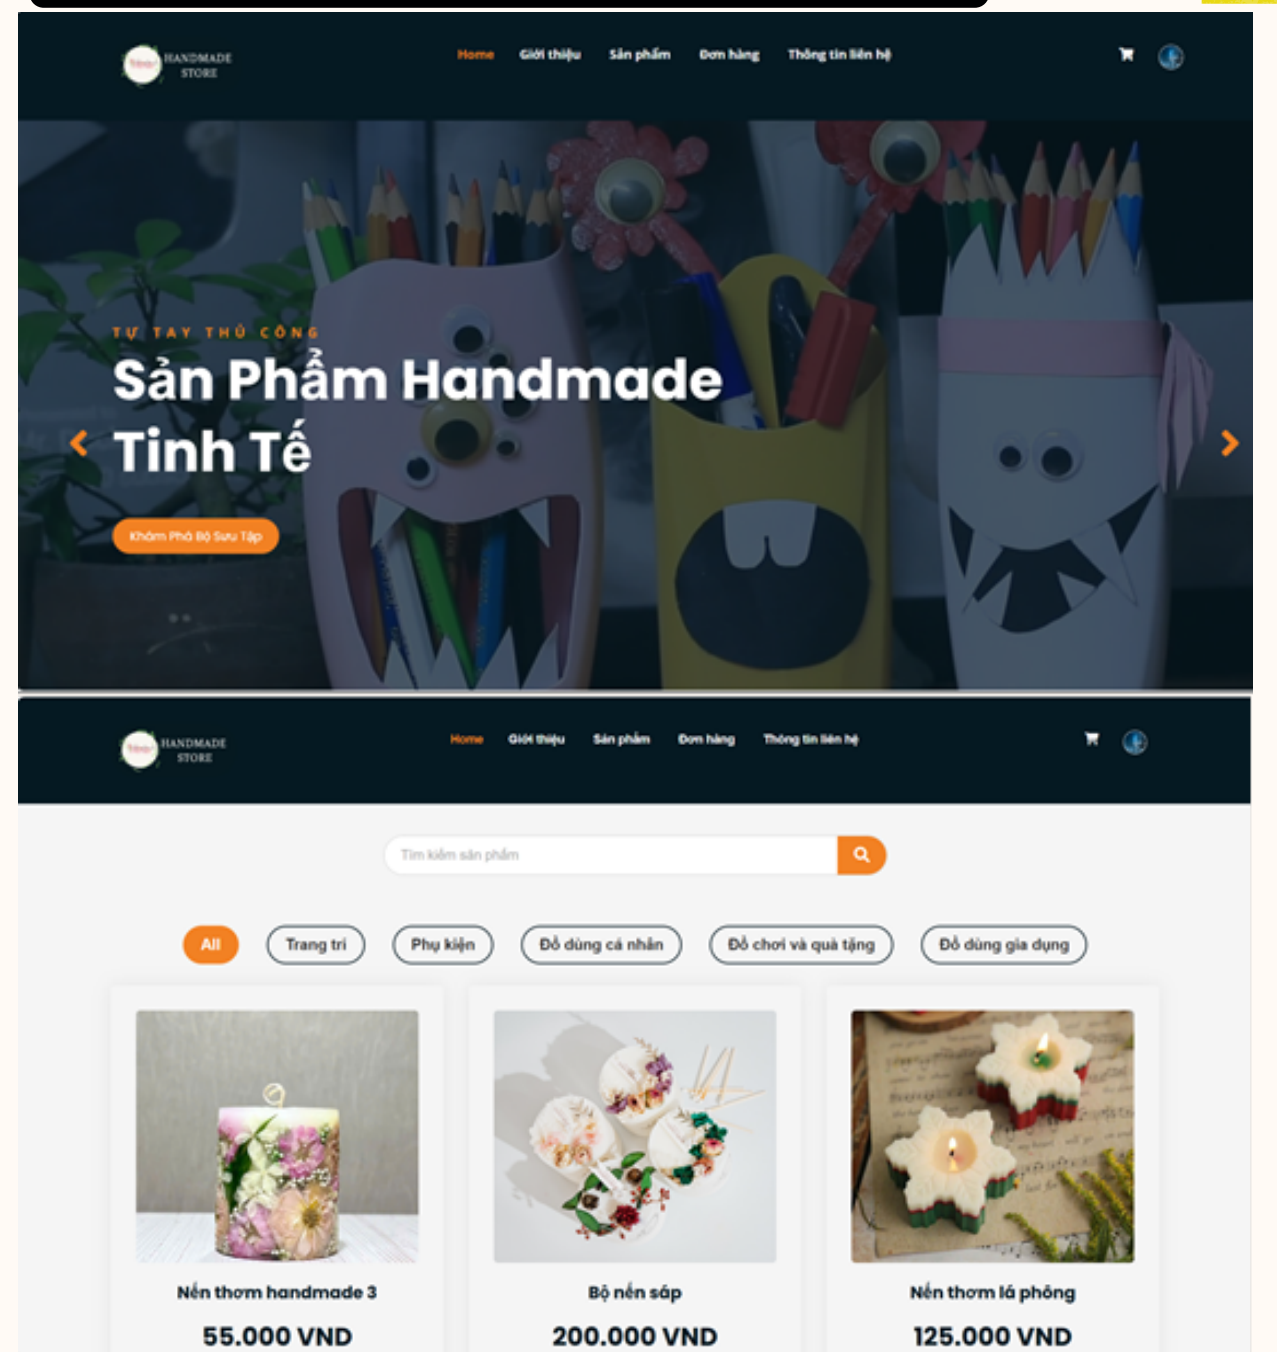 HANDMADE
STORE
Home Giới thiệu Sản phẩm Đơn hàng Thông tin liên hệ
TỰ TAY THỦ CÔNG
Sản Phẩm Handmade
Tinh Tế
Khám Phá Bộ Sưu Tập
HANDMADE
STORE
Home Giới thiệu Sản phẩm Đơn hàng Thông tin liên hệ
Tìm kiếm sản phẩm
All Trang trí Phụ kiện Đồ dùng cá nhân Đồ chơi và quà tặng Đồ dùng gia dụng
Nến thơm handmade 3 Bộ nến sáp Nến thơm lá phông
55.000 VND 200.000 VND 125.000 VND